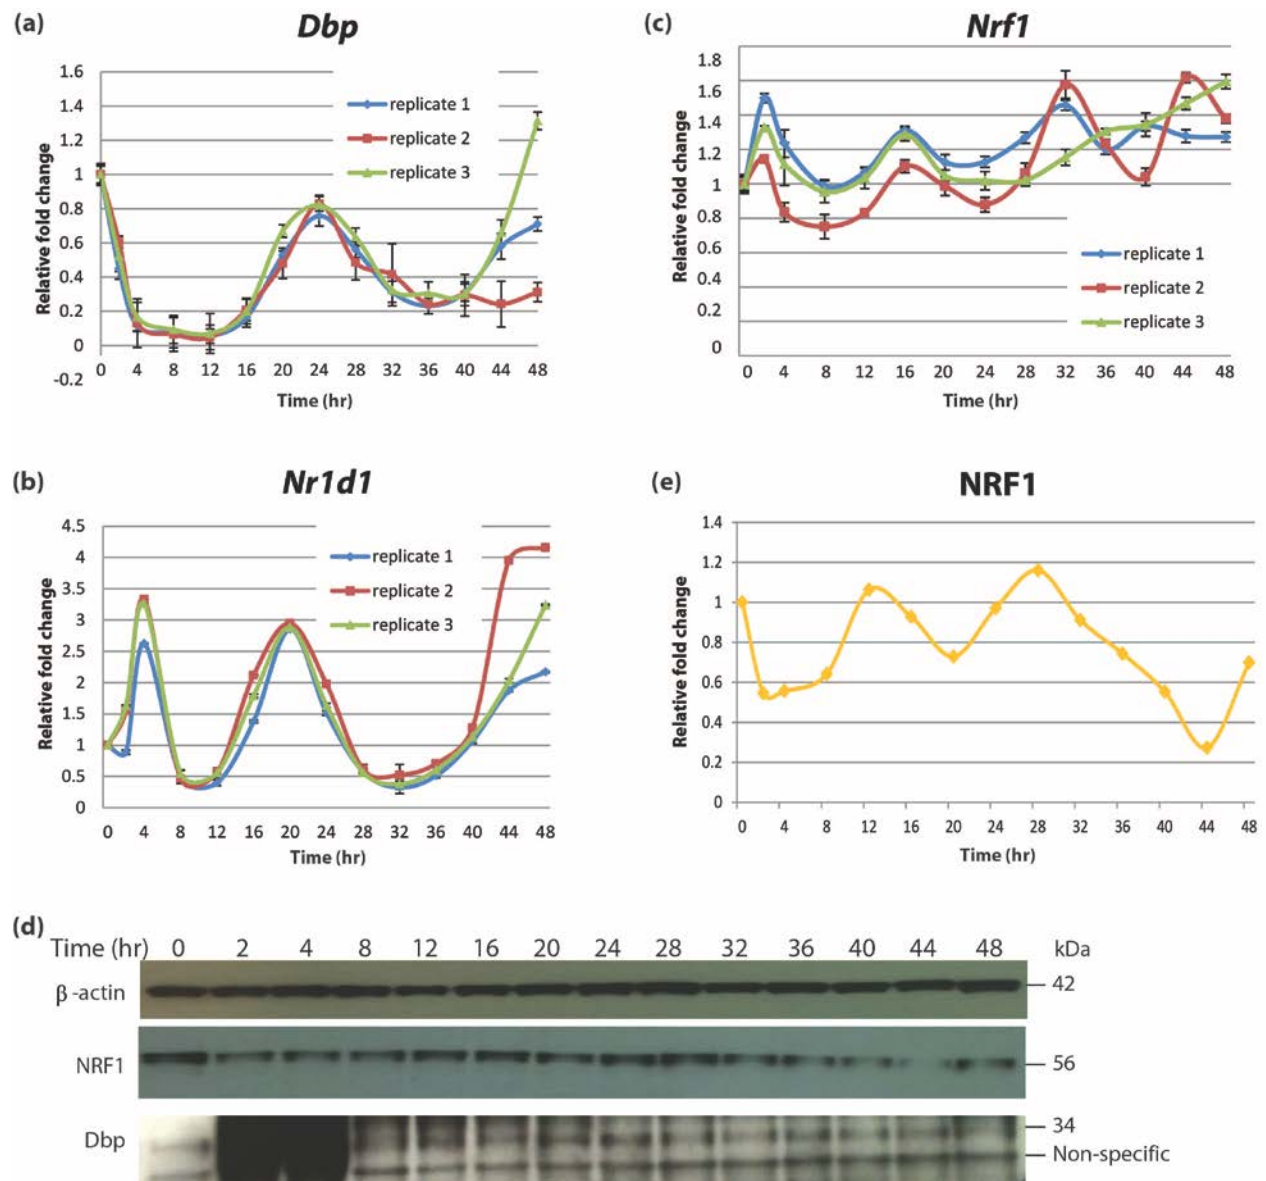 (a)
Dbp
1.6
1.4
1.2
1
0.8
0.6
0.4
0.2
0
-0.2
Relative fold change
replicate 1
replicate 2
replicate 3
0 4 8 12 16 20 24 28 32 36 40 44 48
Time (hr)
(c)
Nrf1
1.8
1.6
1.4
1.2
1
0.8
0.6
0.4
0.2
0
Relative fold change
replicate 1
replicate 2
replicate 3
0 4 8 12 16 20 24 28 32 36 40 44 48
Time (hr)
(b)
Nr1d1
4.5
4
3.5
3
2.5
2
1.5
1
0.5
0
Relative fold change
replicate 1
replicate 2
replicate 3
0 4 8 12 16 20 24 28 32 36 40 44 48
Time (hr)
(e)
NRF1
1.4
1.2
1
0.8
0.6
0.4
0.2
0
Relative fold change
0 4 8 12 16 20 24 28 32 36 40 44 48
Time (hr)
(d)
Time (hr) 0 2 4 8 12 16 20 24 28 32 36 40 44 48 kDa
β-actin 42
NRF1 56
Dbp 34
Non-specific